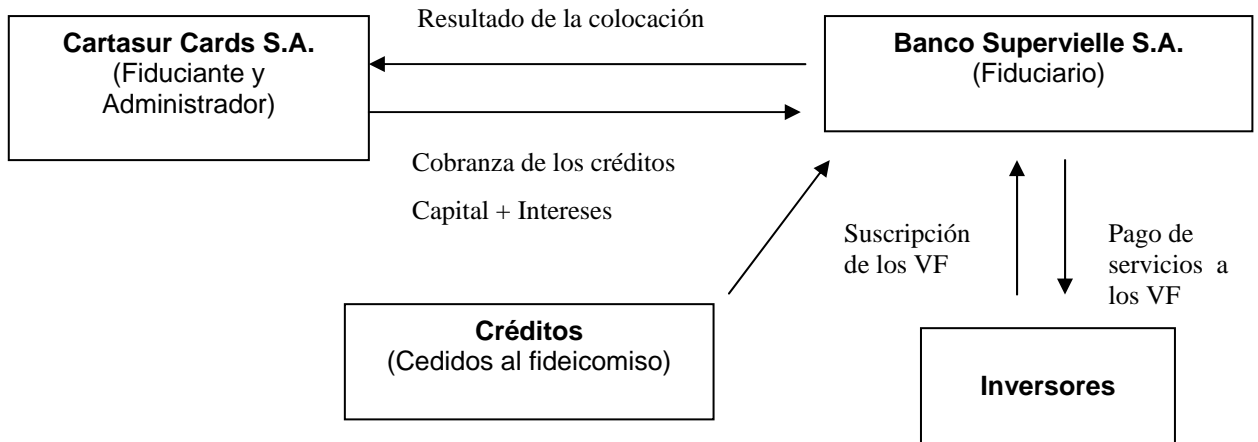 Resultado de la colocación
Cartasur Cards S.A.
(Fiduciante y
Administrador)
Banco Supervielle S.A.
(Fiduciario)
Cobranza de los créditos
Capital + Intereses
Suscripción
de los VF
Pago de
servicios a
los VF
Créditos
(Cedidos al fideicomiso)
Inversores